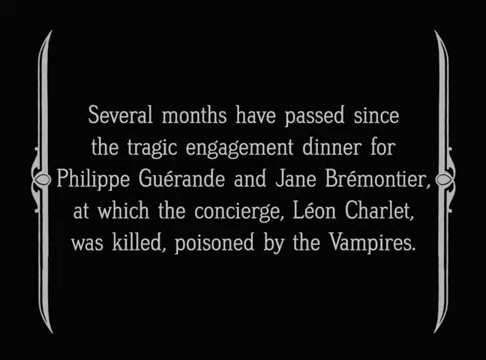 Several months have passed since
the tragic engagement dinner for
Philippe Guérande and Jane Brémontier,
at which the concierge, Léon Charlet,
was killed, poisoned by the Vampires.